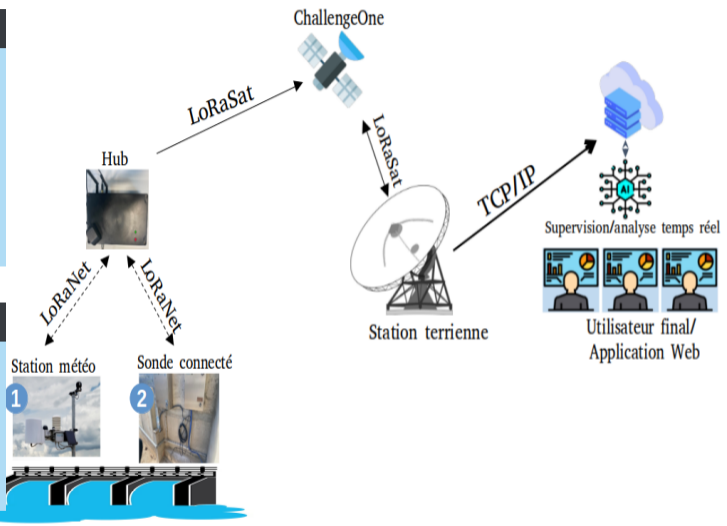 ChallengeOne
LoRaSat
LoRaSat
Hub
TCP/IP
AI
Supervision/analyse temps réel
LoRaNet
LoRaNet
Station terrienne
Utilisateur final/
Application Web
Station météo
Sonde connecté
1
2